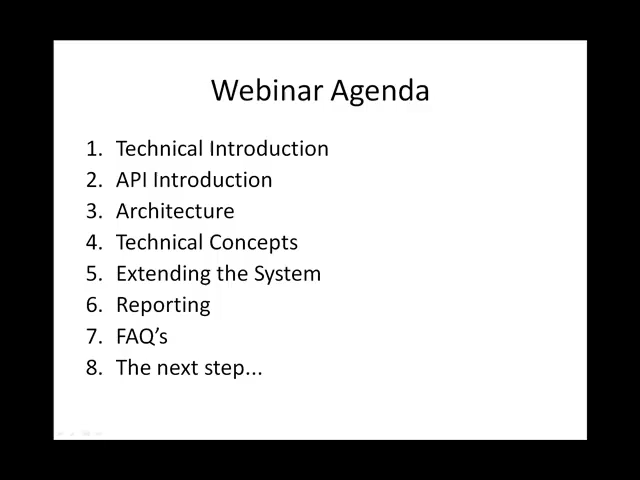 Webinar Agenda
1. Technical Introduction
2. API Introduction
3. Architecture
4. Technical Concepts
5. Extending the System
6. Reporting
7. FAQ’s
8. The next step...